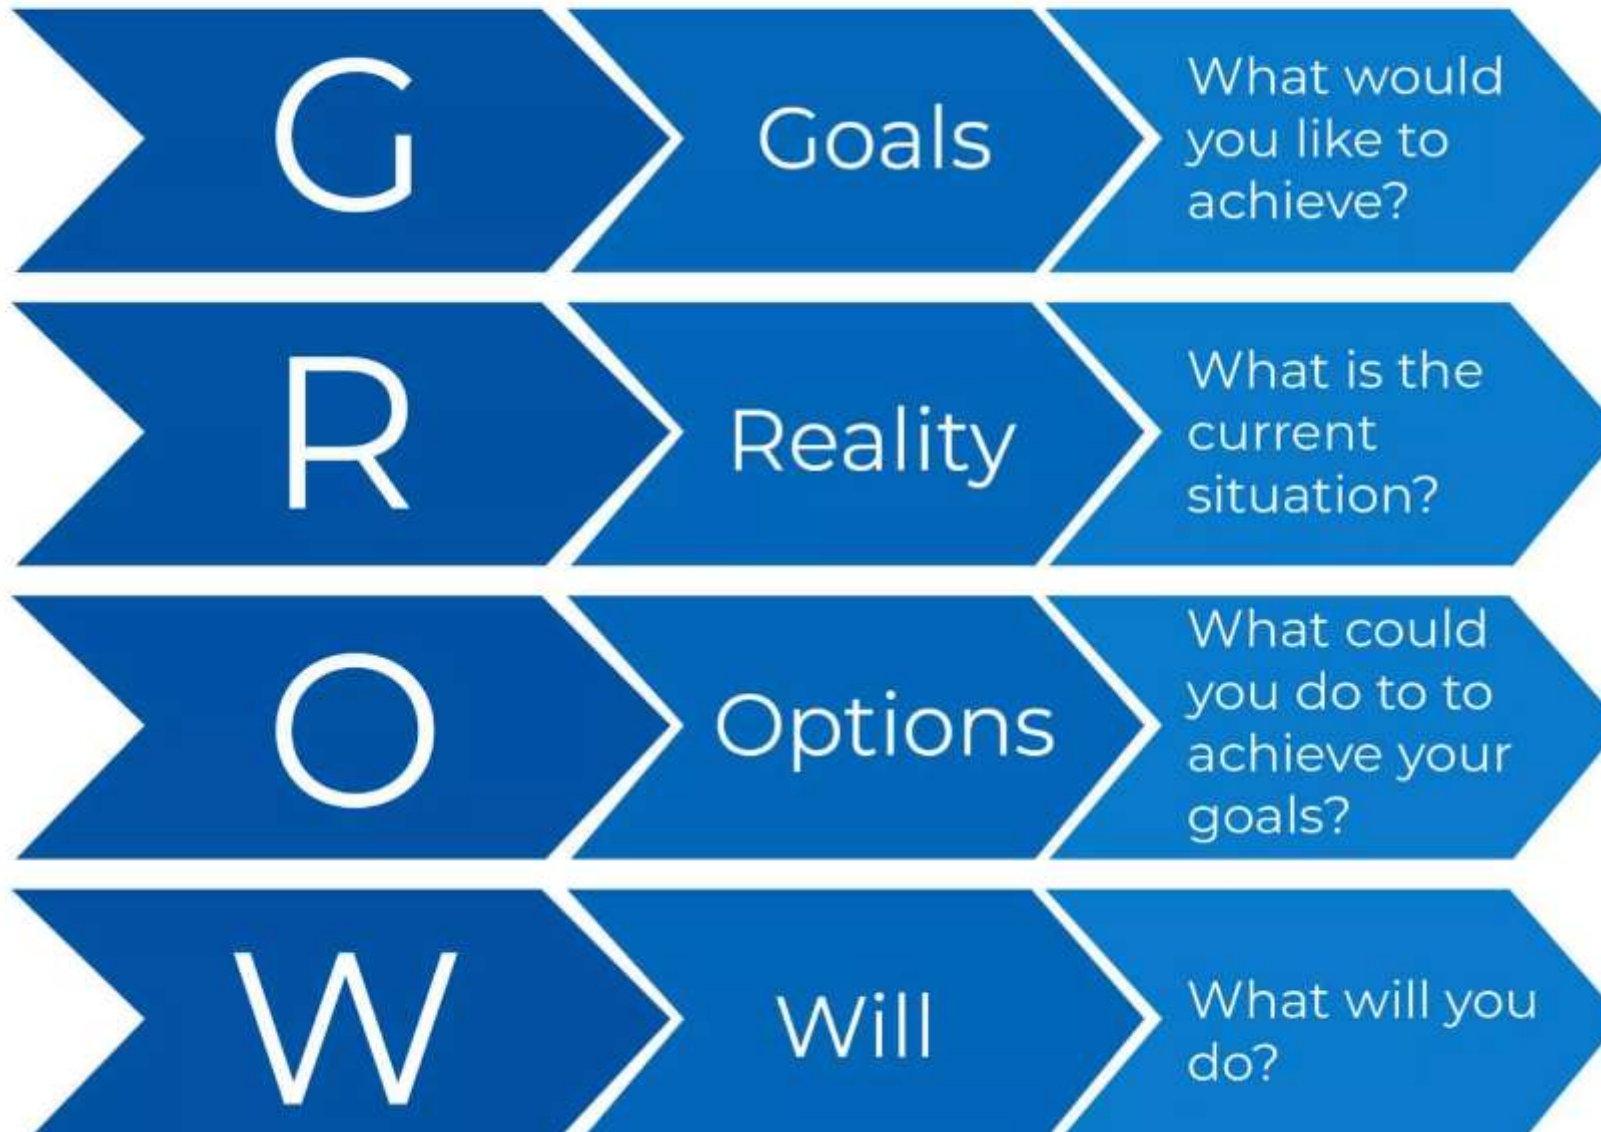 G
Goals
What would
you like to
achieve?
R
Reality
What is the
current
situation?
O
Options
What could
you do to to
achieve your
goals?
W
Will
What will you
do?